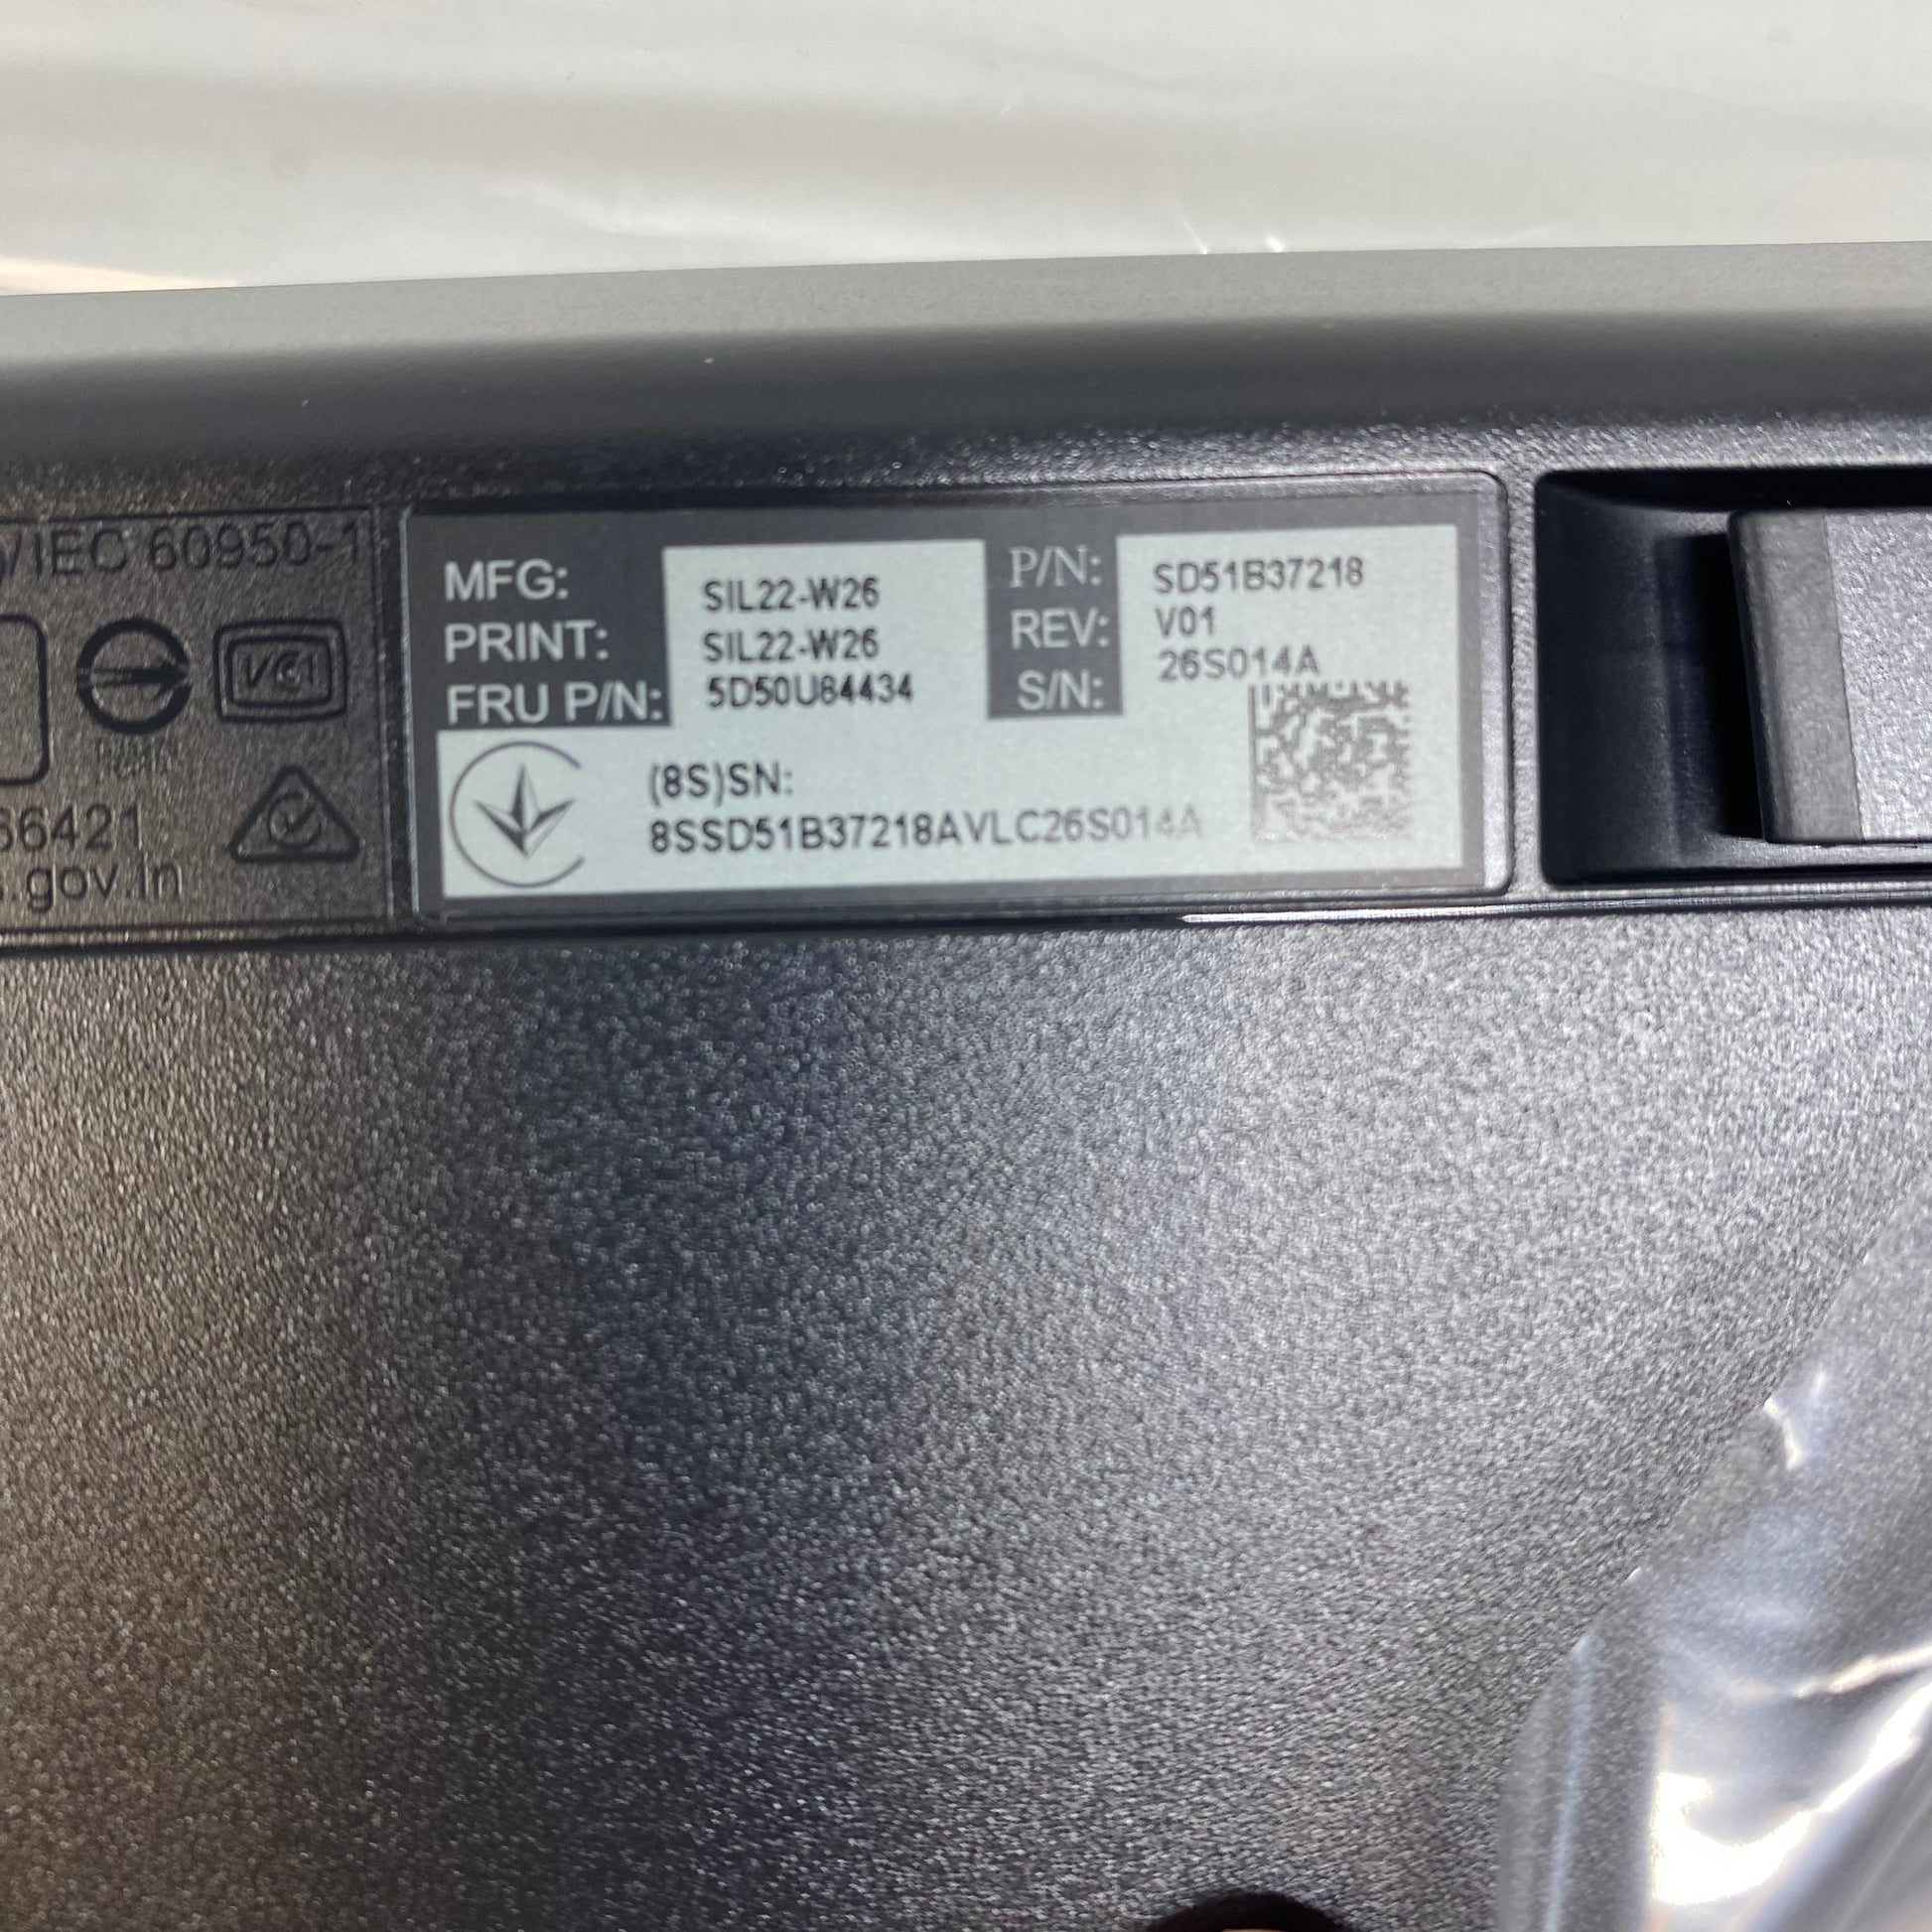 /IEC 60950-1
VCI
66421
gov.in
MFG: SIL22-W26
PRINT: SIL22-W26
FRU P/N: 5D50U84434
P/N: SD51B37218
REV: V01
S/N: 26S014A
(8S)SN:
8SSD51B37218AVLC26S014A